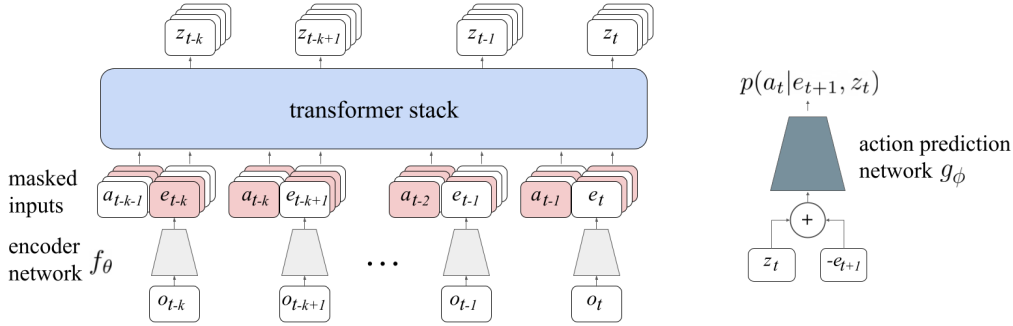 z_{t-k} z_{t-k+1} z_{t-1} z_t
transformer stack
masked
inputs
a_{t-k-1} e_{t-k} a_{t-k} e_{t-k+1} a_{t-2} e_{t-1} a_{t-1} e_t
encoder
network f_θ
...
o_{t-k} o_{t-k+1} o_{t-1} o_t
p(a_t|e_{t+1}, z_t)
action prediction
network g_ϕ
+
z_t -e_{t+1}